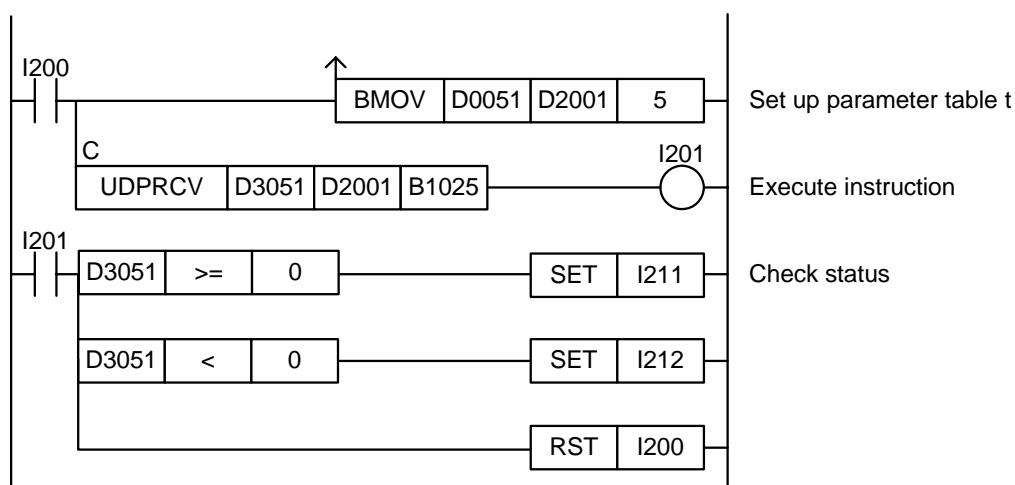 I200
BMOV D0051 D2001 5 Set up parameter table t
C I201
UDPRCV D3051 D2001 B1025 Execute instruction
I201
D3051 >= 0 SET I211 Check status
D3051 < 0 SET I212
RST I200